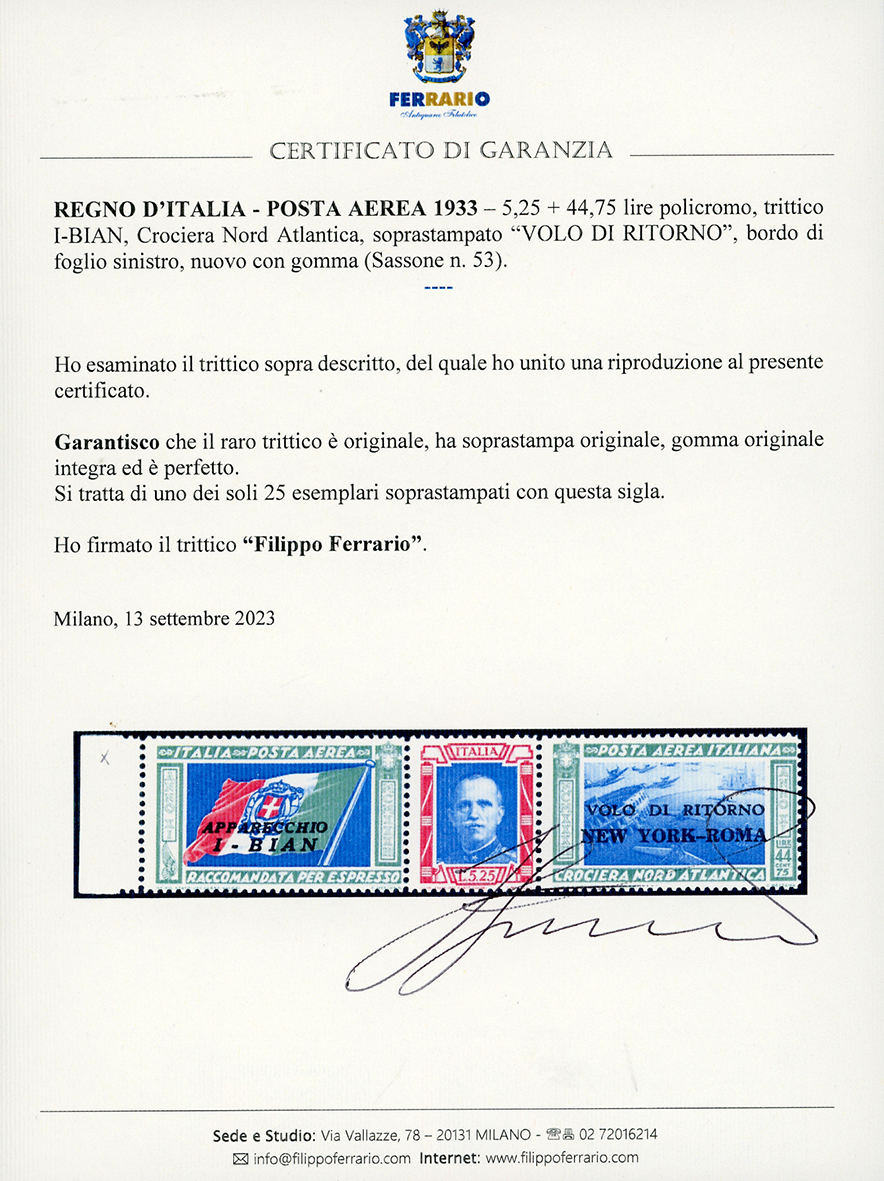 FERRARIO
Antiquario Filatelico
CERTIFICATO DI GARANZIA
REGNO D'ITALIA - POSTA AEREA 1933 – 5,25 + 44,75 lire policromo, trittico
I-BIAN, Crociera Nord Atlantica, soprastampato “VOLO DI RITORNO”, bordo di
foglio sinistro, nuovo con gomma (Sassone n. 53).
----
Ho esaminato il trittico sopra descritto, del quale ho unito una riproduzione al presente
certificato.
Garantisco che il raro trittico è originale, ha soprastampa originale, gomma originale
integra ed è perfetto.
Si tratta di uno dei soli 25 esemplari soprastampati con questa sigla.
Ho firmato il trittico “Filippo Ferrario”.
Milano, 13 settembre 2023
x
ITALIA POSTA AEREA
APPARECCHIO
I-BIAN
RACCOMANDATA PER ESPRESSO
ITALIA
L.5.25
POSTA AEREA ITALIANA
VOLO DI RITORNO
NEW YORK–ROMA
LIRE
44
CENT
75
CROCIERA NORD ATLANTICA
Sede e Studio: Via Vallazze, 78 – 20131 MILANO - 02 72016214
info@filippoferrario.com Internet: www.filippoferrario.com